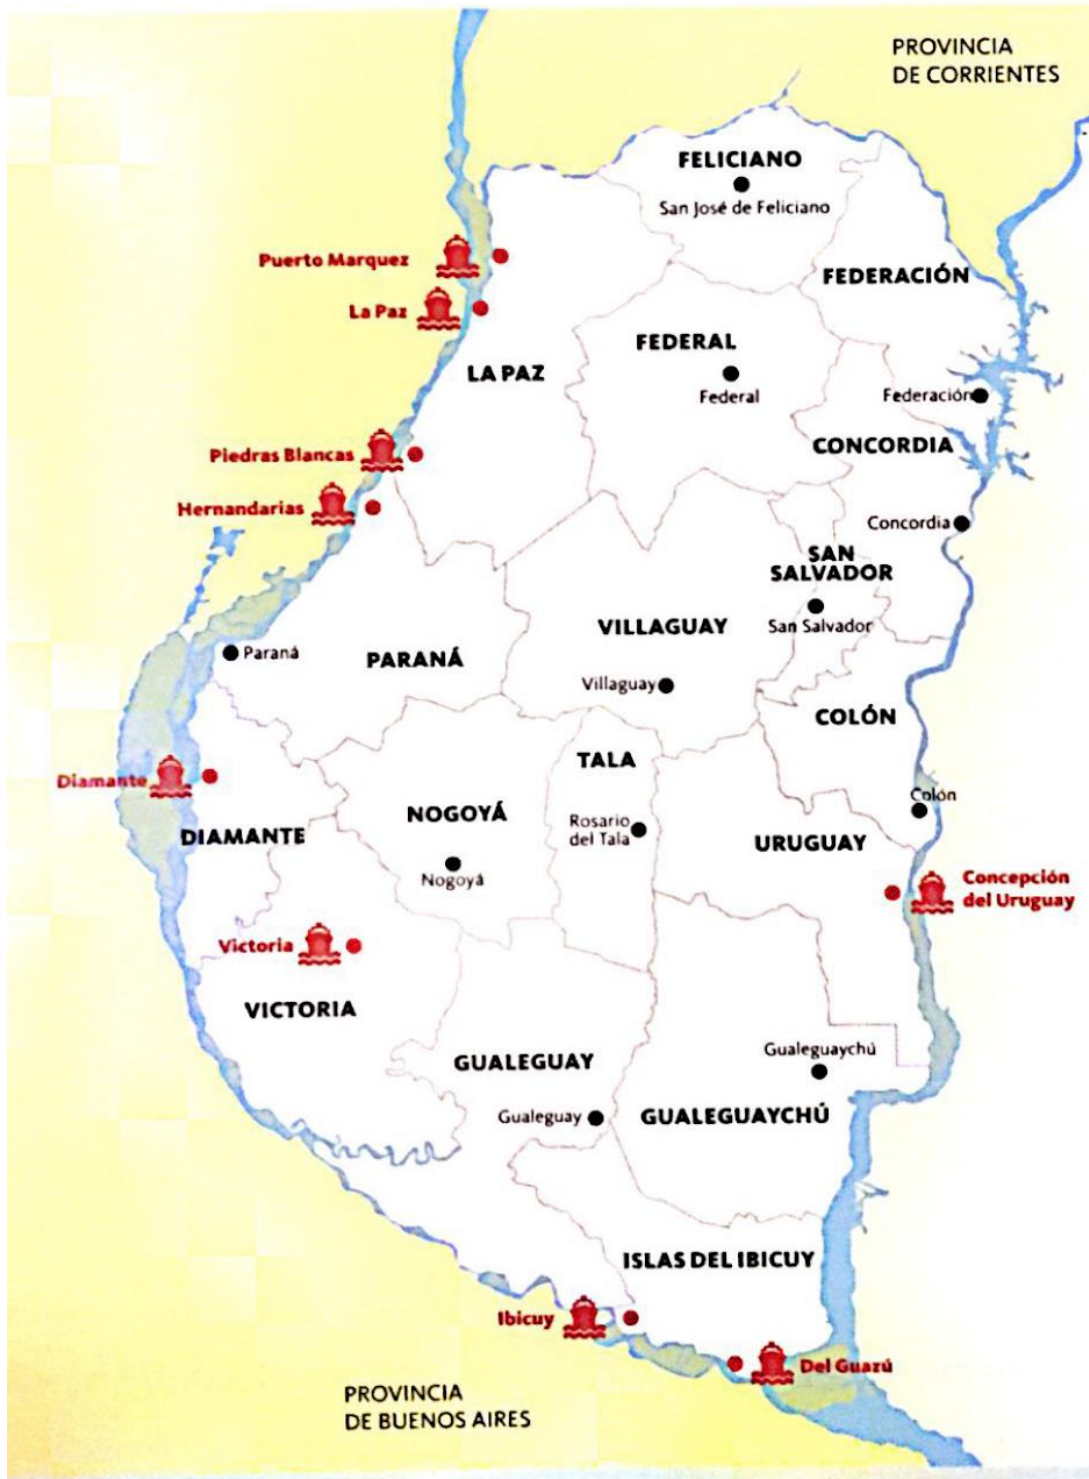 PROVINCIA
DE CORRIENTES
FELICIANO
San José de Feliciano
Puerto Marquez
FEDERACIÓN
La Paz
FEDERAL
LA PAZ
Federal
Federación
CONCORDIA
Piedras Blancas
Hernandarias
Concordia
SAN
SALVADOR
San Salvador
VILLAGUAY
Paraná
PARANÁ
Villaguay
COLÓN
TALA
Diamante
Colón
NOGOYÁ
Rosario
del Tala
DIAMANTE
URUGUAY
Nogoyá
Concepción
del Uruguay
Victoria
VICTORIA
Gualeguaychú
GUALEGUAY
Gualeguay
GUALEGUAYCHÚ
ISLAS DEL IBICUY
Ibicuy
Del Guazú
PROVINCIA
DE BUENOS AIRES